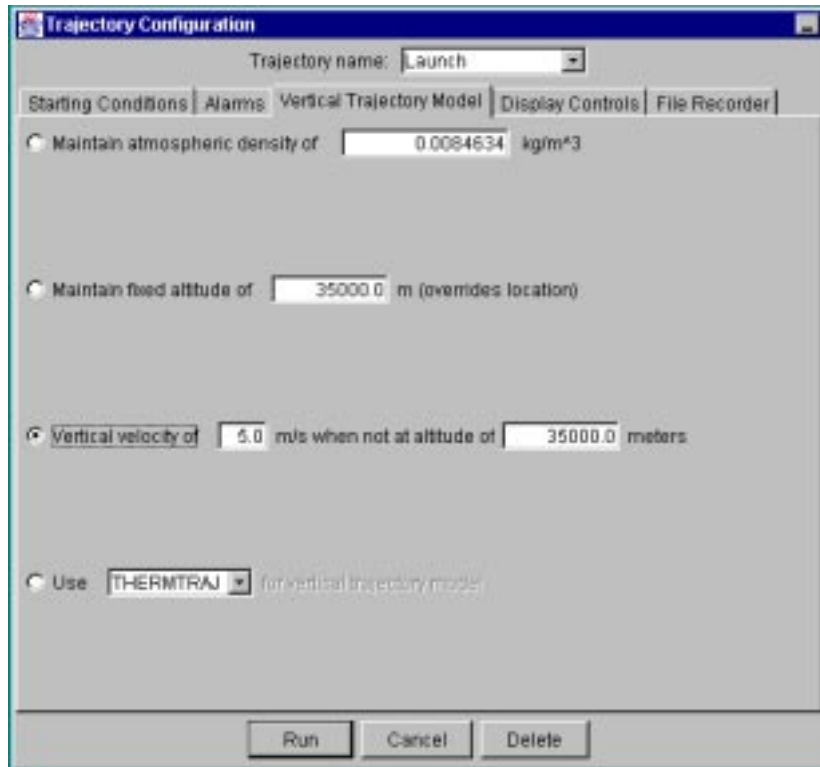 Trajectory Configuration
Trajectory name: Launch
Starting Conditions Alarms Vertical Trajectory Model Display Controls File Recorder
Maintain atmospheric density of 0.0084634 kg/m^3
Maintain fixed altitude of 35000.0 m (overrides location)
Vertical velocity of 5.0 m/s when not at altitude of 35000.0 meters
Use THERMTRAJ for vertical trajectory model
Run Cancel Delete